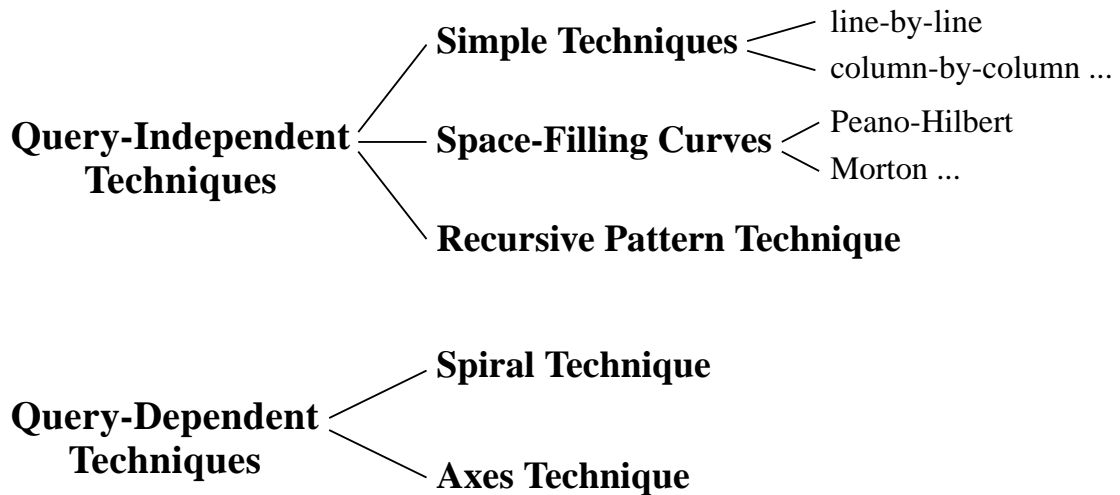 Simple Techniques
line-by-line
column-by-column ...
Query-Independent
Techniques
Space-Filling Curves
Peano-Hilbert
Morton ...
Recursive Pattern Technique
Query-Dependent
Techniques
Spiral Technique
Axes Technique